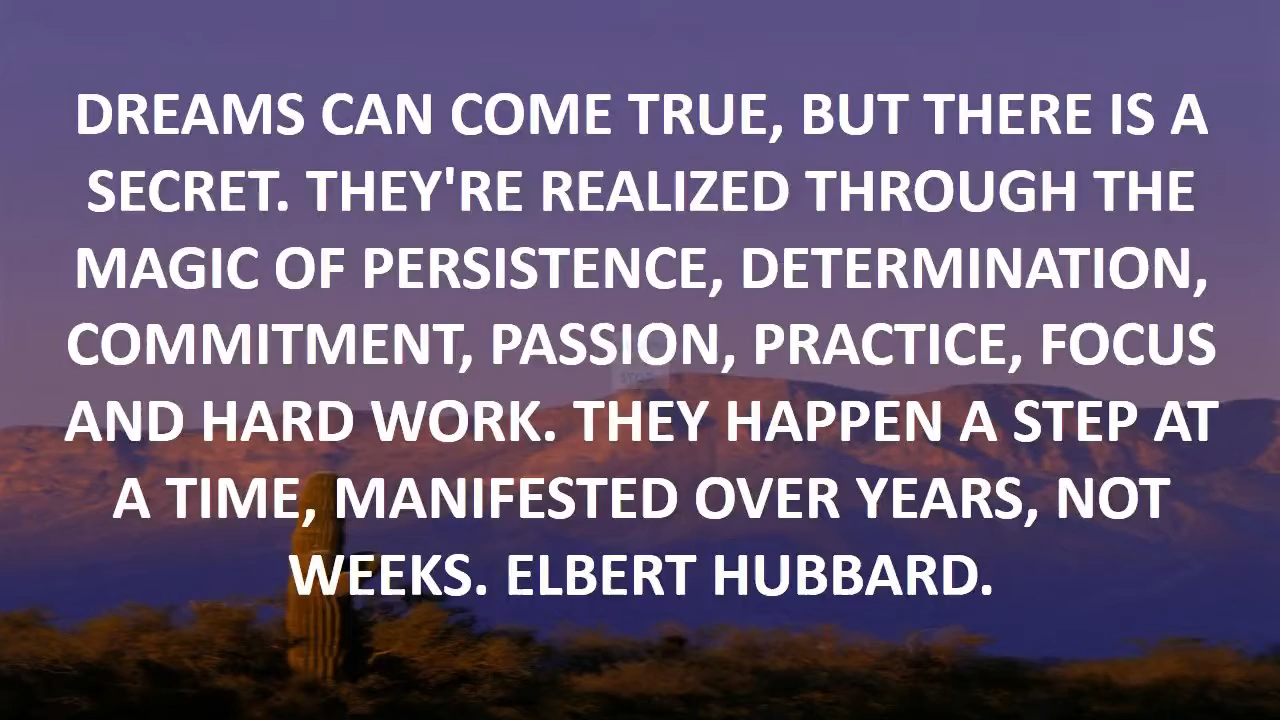 DREAMS CAN COME TRUE, BUT THERE IS A
SECRET. THEY'RE REALIZED THROUGH THE
MAGIC OF PERSISTENCE, DETERMINATION,
COMMITMENT, PASSION, PRACTICE, FOCUS
AND HARD WORK. THEY HAPPEN A STEP AT
A TIME, MANIFESTED OVER YEARS, NOT
WEEKS. ELBERT HUBBARD.
STOP